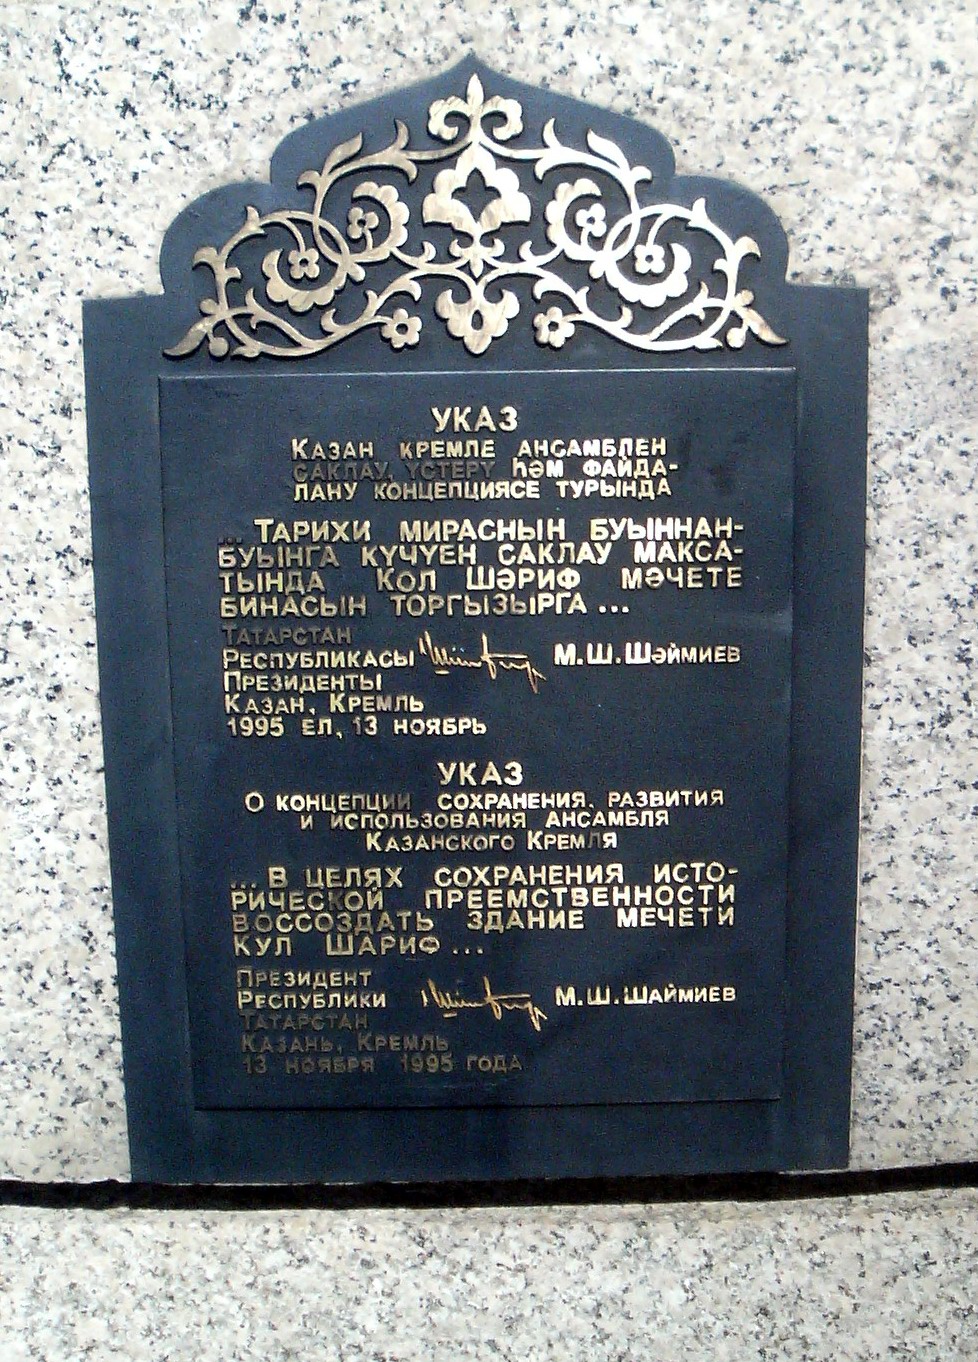 УКАЗ
КАЗАН КРЕМЛЕ АНСАМБЛЕН
САКЛАУ, ҮСТЕРҮ ҺӘМ ФАЙДА-
ЛАНУ КОНЦЕПЦИЯСЕ ТУРЫНДА
... ТАРИХИ МИРАСНЫҢ БУЫННАН-
БУЫНГА КҮЧҮЕН САКЛАУ МАКСА-
ТЫНДА КОЛ ШӘРИФ МӘЧЕТЕ
БИНАСЫН ТОРГЫЗЫРГА ...
ТАТАРСТАН
РЕСПУБЛИКАСЫ М.Ш.ШӘЙМИЕВ
ПРЕЗИДЕНТЫ
КАЗАН, КРЕМЛЬ
1995 ЕЛ, 13 НОЯБРЬ
УКАЗ
О КОНЦЕПЦИИ СОХРАНЕНИЯ, РАЗВИТИЯ
И ИСПОЛЬЗОВАНИЯ АНСАМБЛЯ
КАЗАНСКОГО КРЕМЛЯ
... В ЦЕЛЯХ СОХРАНЕНИЯ ИСТО-
РИЧЕСКОЙ ПРЕЕМСТВЕННОСТИ
ВОССОЗДАТЬ ЗДАНИЕ МЕЧЕТИ
КУЛ ШАРИФ ...
ПРЕЗИДЕНТ
РЕСПУБЛИКИ М.Ш.ШАЙМИЕВ
ТАТАРСТАН
КАЗАНЬ, КРЕМЛЬ
13 НОЯБРЯ 1995 ГОДА